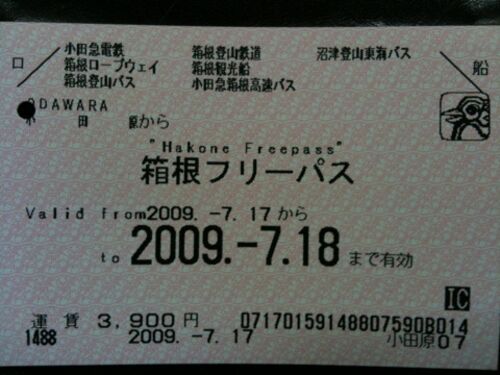 小田急電鉄 箱根登山鉄道 沼津登山東海バス
ロ 箱根ロープウェイ 箱根観光船 船
箱根登山バス 小田急箱根高速バス
ODAWARA
小田原から
"Hakone Freepass"
箱根フリーパス
Valid from 2009.-7.17から
to 2009.-7.18まで有効
IC
運賃 3,900円 07170159148807590B014
1488 2009.-7.17 小田原07